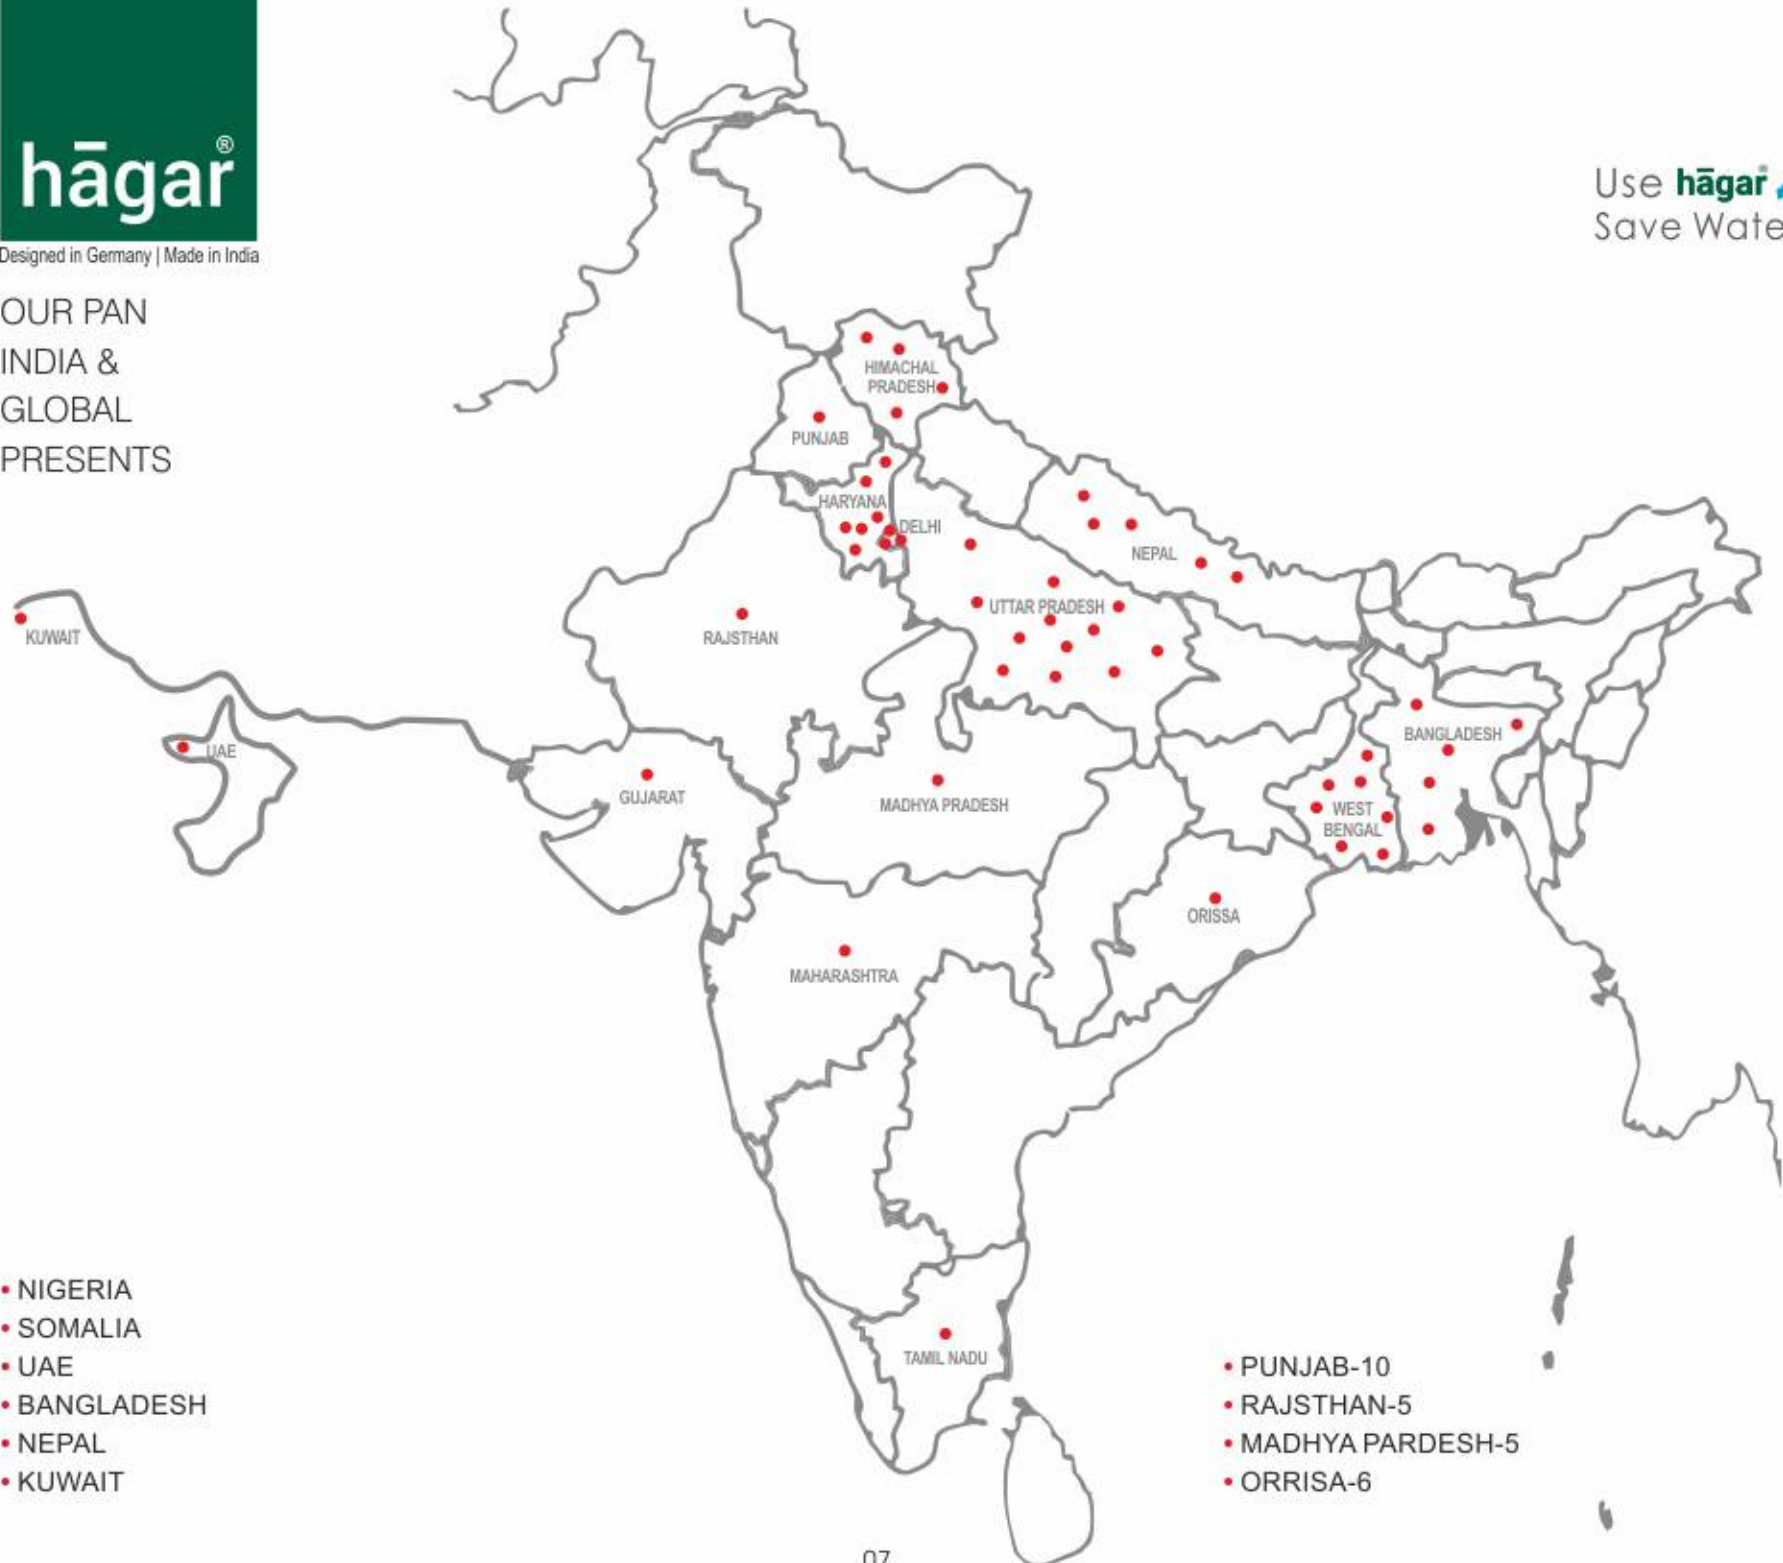 hāgar®
Designed in Germany | Made in India
Use hāgar®
Save Wate
OUR PAN
INDIA &
GLOBAL
PRESENTS
HIMACHAL
PRADESH
PUNJAB
HARYANA
DELHI
NEPAL
UTTAR PRADESH
RAJSTHAN
KUWAIT
UAE
BANGLADESH
GUJARAT
MADHYA PRADESH
WEST
BENGAL
ORISSA
MAHARASHTRA
TAMIL NADU
• NIGERIA
• SOMALIA
• UAE
• BANGLADESH
• NEPAL
• KUWAIT
• PUNJAB-10
• RAJSTHAN-5
• MADHYA PARDESH-5
• ORRISA-6
07